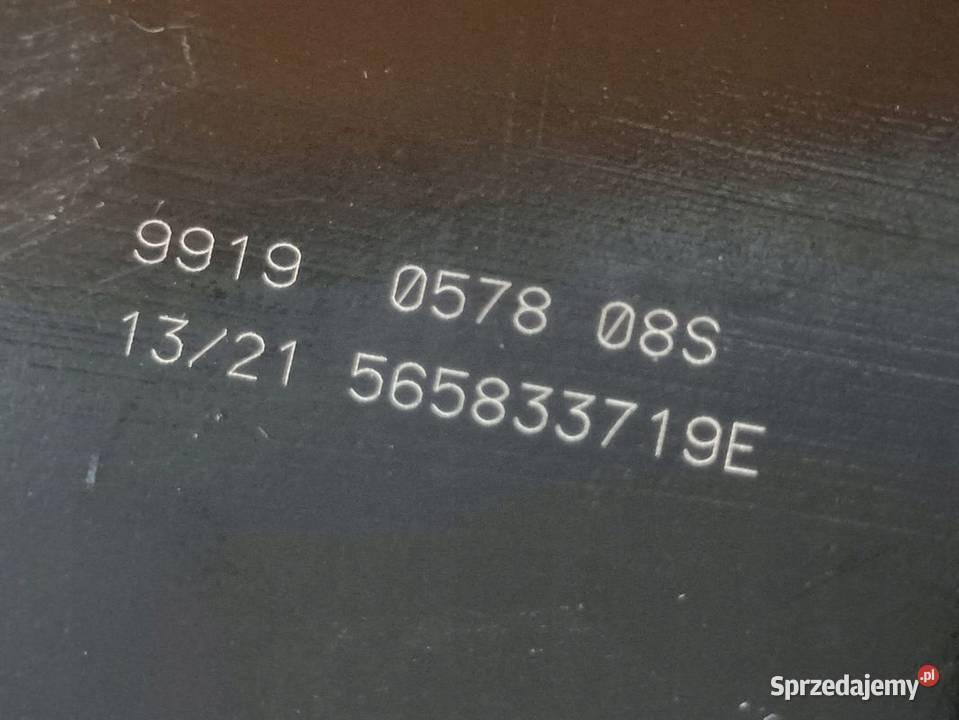 9919 0578 08S
13/21 565833719E
Sprzedajemy.pl